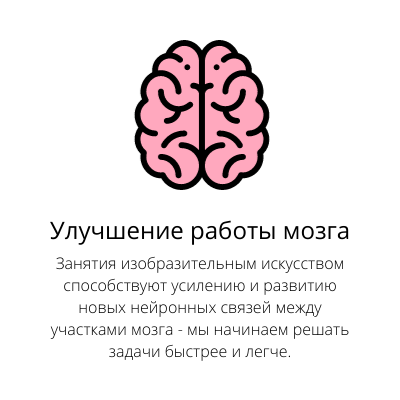 Улучшение работы мозга
Занятия изобразительным искусством
способствуют усилению и развитию
новых нейронных связей между
участками мозга - мы начинаем решать
задачи быстрее и легче.